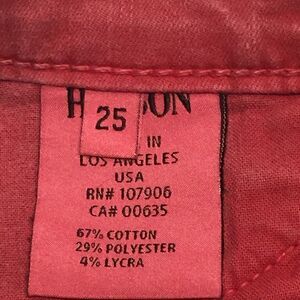 25
IN
LOS ANGELES
USA
RN# 107906
CA# 00635
67% COTTON
29% POLYESTER
4% LYCRA